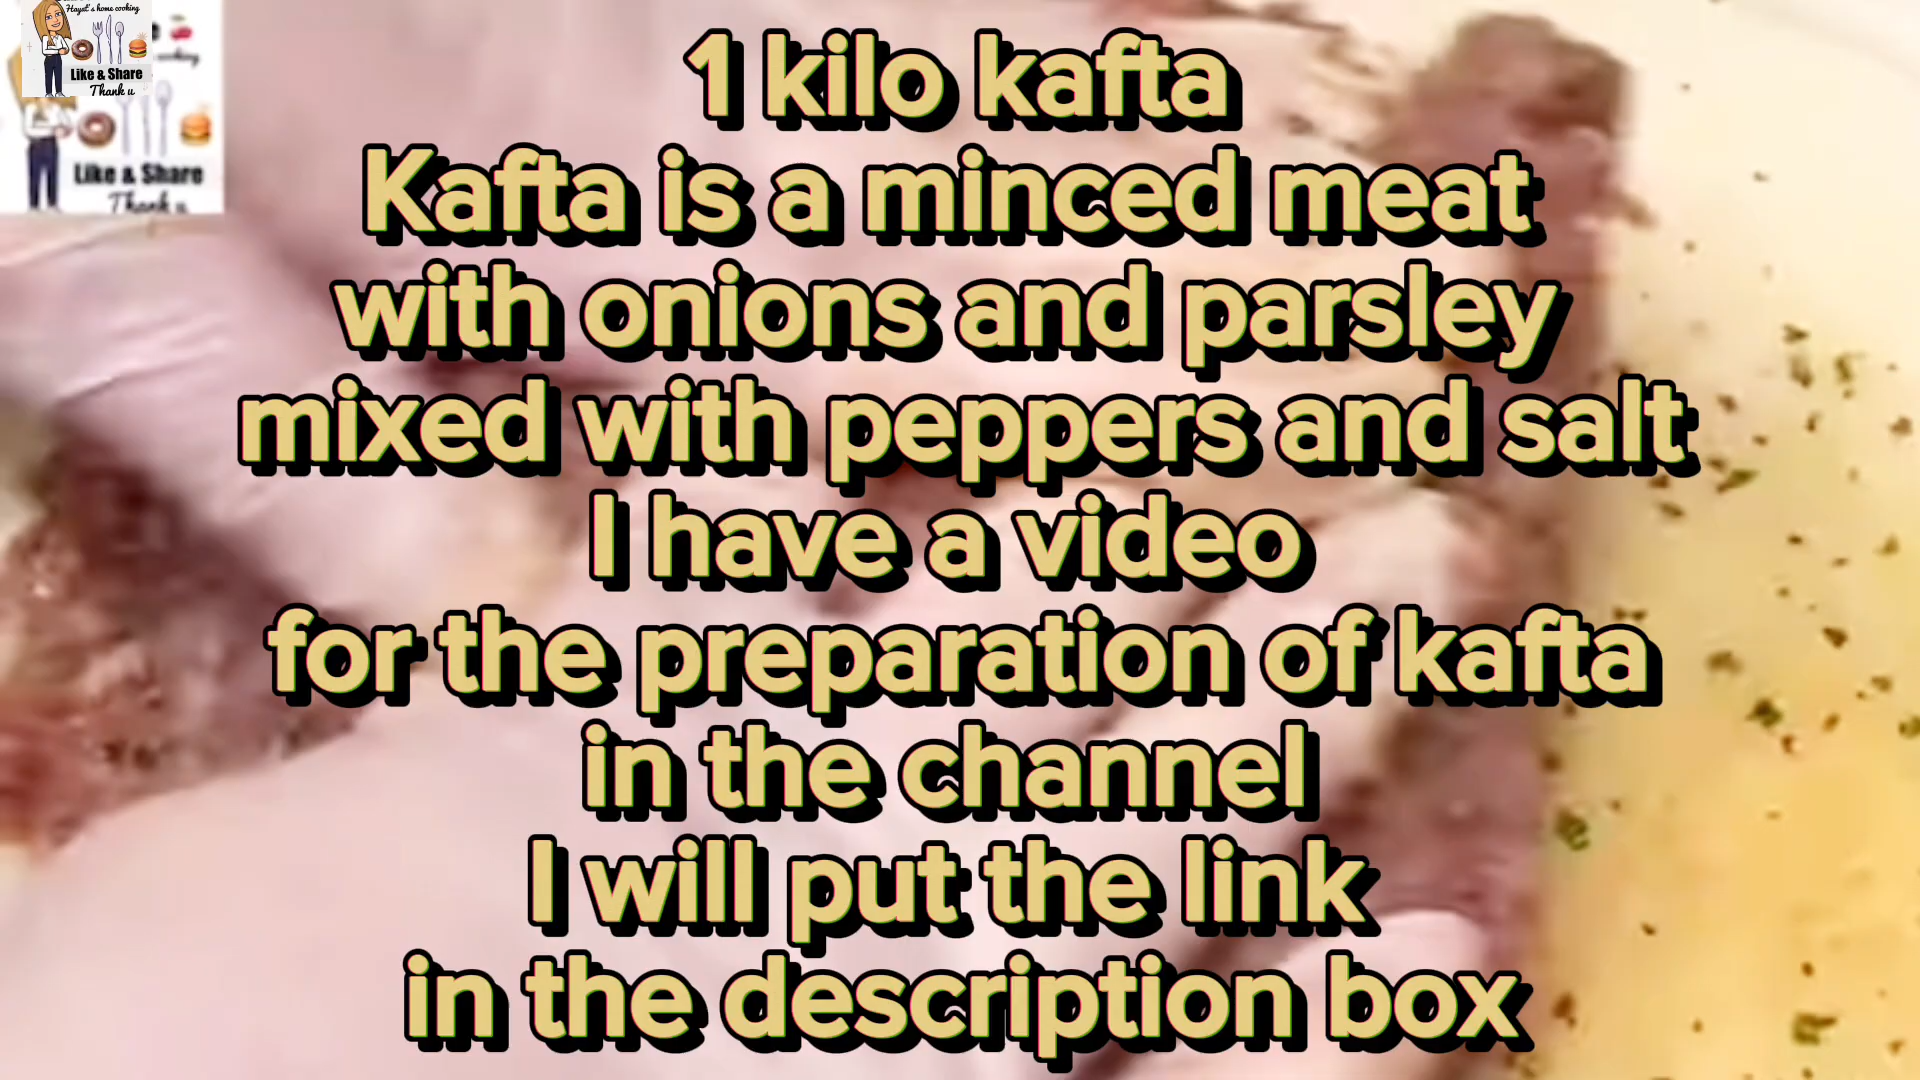 Hayat's home cooking
Like & Share
Thank u
Like & Share
Thank u
1 kilo kafta
Kafta is a minced meat
with onions and parsley
mixed with peppers and salt
I have a video
for the preparation of kafta
in the channel
I will put the link
in the description box